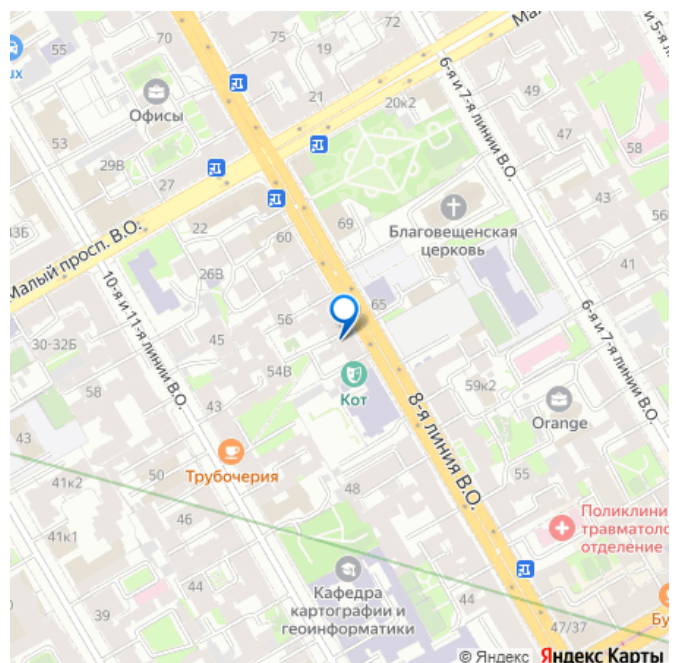 70
75
72
Ма
55
ux
19
Офисы
21
20к2
49
6-я и 7-я линии В.О.
47
58
53
29В
27
43
22
69
60
Благовещенская
церковь
Малый просп. В.О.
26В
41
10-я и 11-я линии В.О.
56
65
30-32Б
45
54В
6-я и 7-я линии В.О.
58
59к2
Кот
43
8-я линия В.О.
Orange
43
Трубочерия
50
55
41к2
48
46
Поликлини
травматоло
отделение
41к1
44
Кафедра
картографии и
геоинформатики
39
44
47/37
Бу
© Яндекс Яндекс Карты